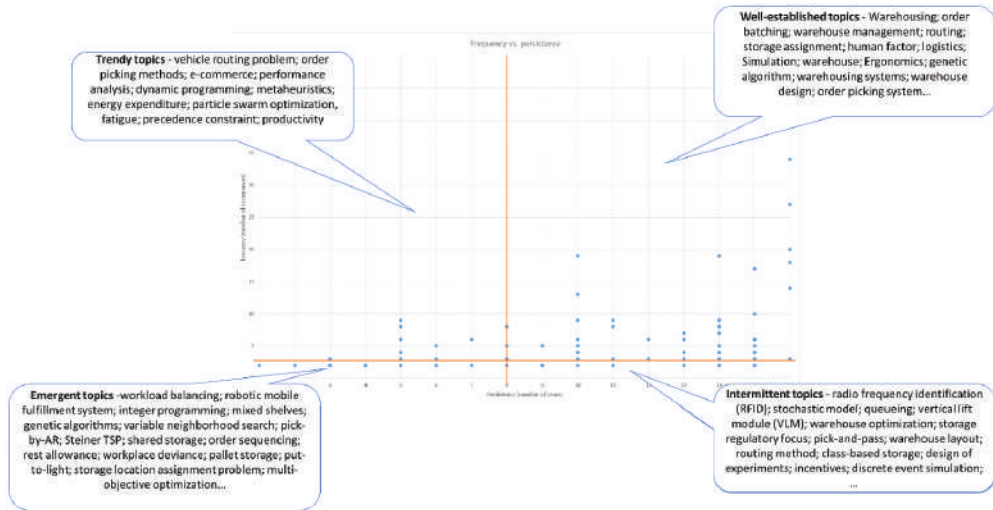 Well-established topics - Warehousing; order
batching; warehouse management; routing;
storage assignment; human factor; logistics;
Simulation; warehouse; Ergonomics; genetic
algorithm; warehousing systems; warehouse
design; order picking system...
Frequency vs. persistence
Trendy topics - vehicle routing problem; order
picking methods; e-commerce; performance
analysis; dynamic programming; metaheuristics;
energy expenditure; particle swarm optimization,
fatigue; precedence constraint; productivity
Emergent topics -workload balancing; robotic mobile
fulfillment system; integer programming; mixed shelves;
genetic algorithms; variable neighborhood search; pick-
by-AR; Steiner TSP; shared storage; order sequencing;
rest allowance; workplace deviance; pallet storage; put-
to-light; storage location assignment problem; multi-
objective optimization...
Persistence (number of years)
Intermittent topics - radio frequency identification
(RFID); stochastic model; queueing; vertical lift
module (VLM); warehouse optimization; storage
regulatory focus; pick-and-pass; warehouse layout;
routing method; class-based storage; design of
experiments; incentives; discrete event simulation;
...